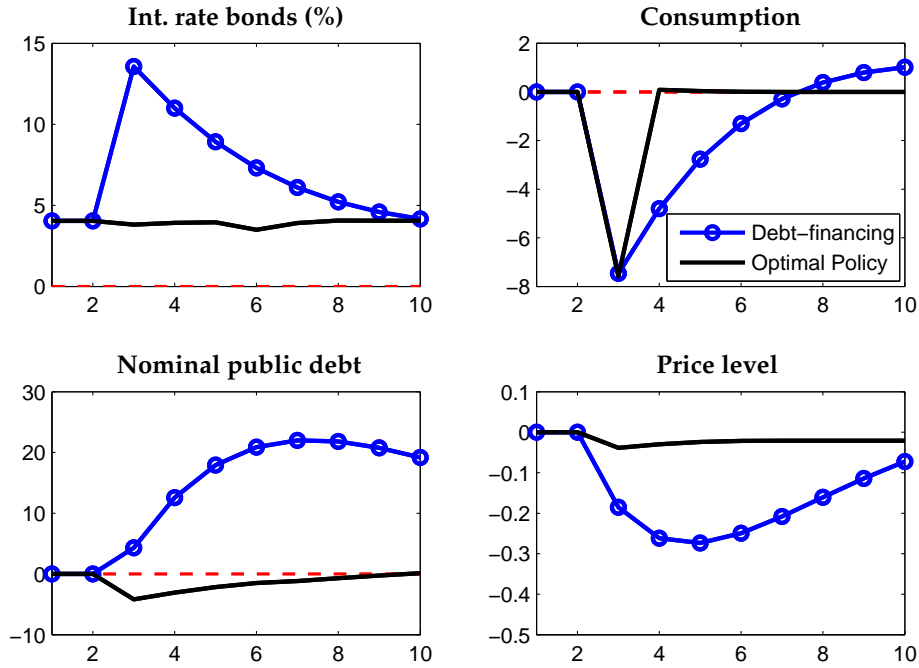 Int. rate bonds (%)
15
10
5
0
2 4 6 8 10
Consumption
2
0
−2
−4
−6
−8
2 4 6 8 10
Debt−financing
Optimal Policy
Nominal public debt
30
20
10
0
−10
2 4 6 8 10
Price level
0.1
0
−0.1
−0.2
−0.3
−0.4
−0.5
2 4 6 8 10